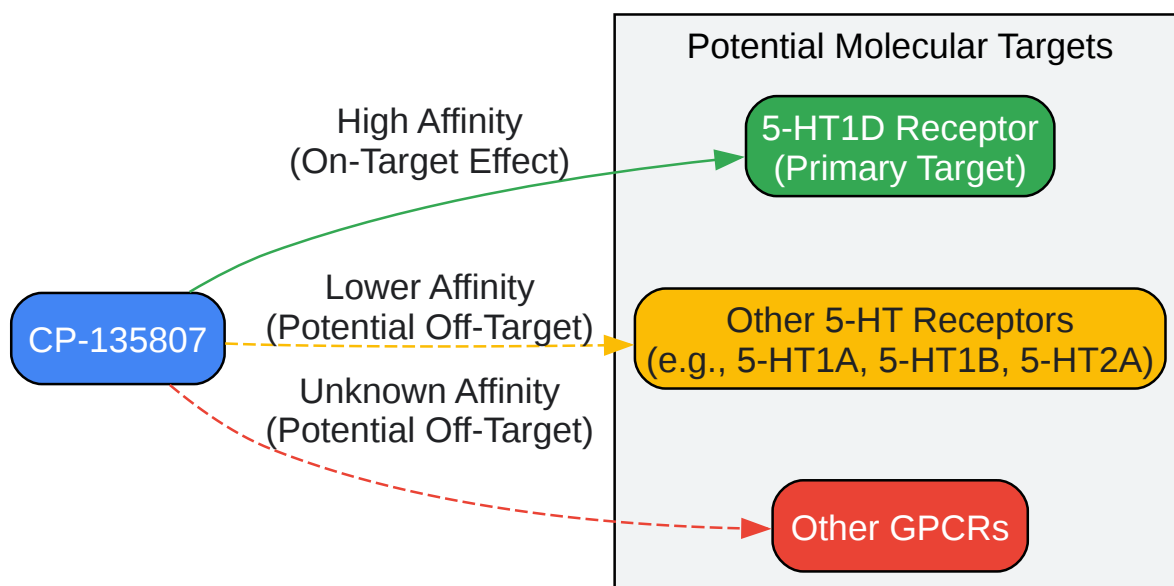 Potential Molecular Targets
High Affinity
(On-Target Effect)
5-HT1D Receptor
(Primary Target)
CP-135807
Lower Affinity
(Potential Off-Target)
Other 5-HT Receptors
(e.g., 5-HT1A, 5-HT1B, 5-HT2A)
Unknown Affinity
(Potential Off-Target)
Other GPCRs